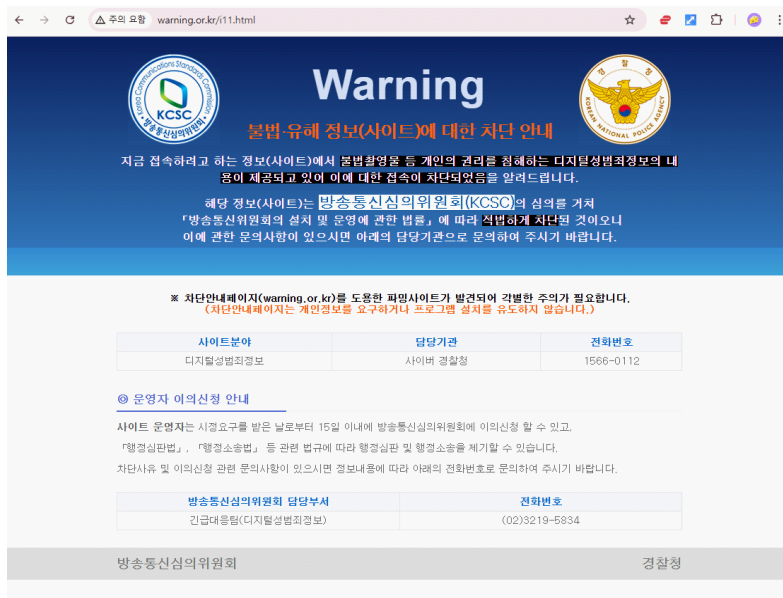 주의 요함 warning.or.kr/i11.html
Communications Standards Commission
KCSC
방송통신심의위원회
Warning
경찰청
KOREAN NATIONAL POLICE AGENCY
불법·유해 정보(사이트)에 대한 차단 안내
지금 접속하려고 하는 정보(사이트)에서 불법촬영물 등 개인의 권리를 침해하는 디지털성범죄정보의 내
용이 제공되고 있어 이에 대한 접속이 차단되었음을 알려드립니다.
해당 정보(사이트)는 방송통신심의위원회(KCSC)의 심의를 거쳐
「방송통신위원회의 설치 및 운영에 관한 법률」에 따라 적법하게 차단된 것이오니
이에 관한 문의사항이 있으시면 아래의 담당기관으로 문의하여 주시기 바랍니다.
※ 차단안내페이지(warning.or.kr)를 도용한 파밍사이트가 발견되어 각별한 주의가 필요합니다.
(차단안내페이지는 개인정보를 요구하거나 프로그램 설치를 유도하지 않습니다.)
사이트분야 담당기관 전화번호
디지털성범죄정보 사이버 경찰청 1566-0112
운영자 이의신청 안내
사이트 운영자는 시정요구를 받은 날로부터 15일 이내에 방송통신심의위원회에 이의신청 할 수 있고,
「행정심판법」, 「행정소송법」 등 관련 법규에 따라 행정심판 및 행정소송을 제기할 수 있습니다.
차단사유 및 이의신청 관련 문의사항이 있으시면 정보내용에 따라 아래의 전화번호로 문의하여 주시기 바랍니다.
방송통신심의위원회 담당부서 전화번호
긴급대응팀(디지털성범죄정보) (02)3219-5834
방송통신심의위원회 경찰청